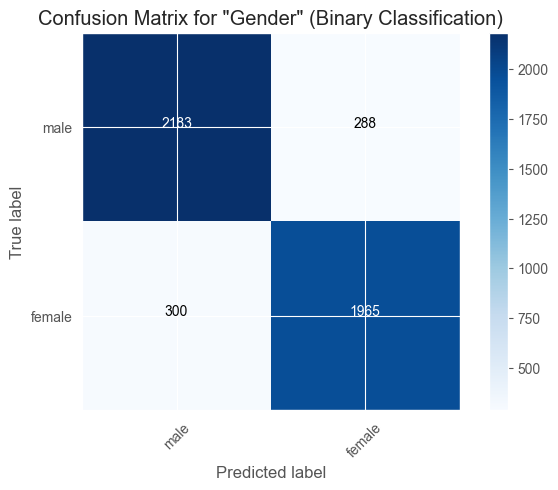 Confusion Matrix for "Gender" (Binary Classification)
True label
male
female
2183
288
300
1965
male
female
Predicted label
2000
1750
1500
1250
1000
750
500